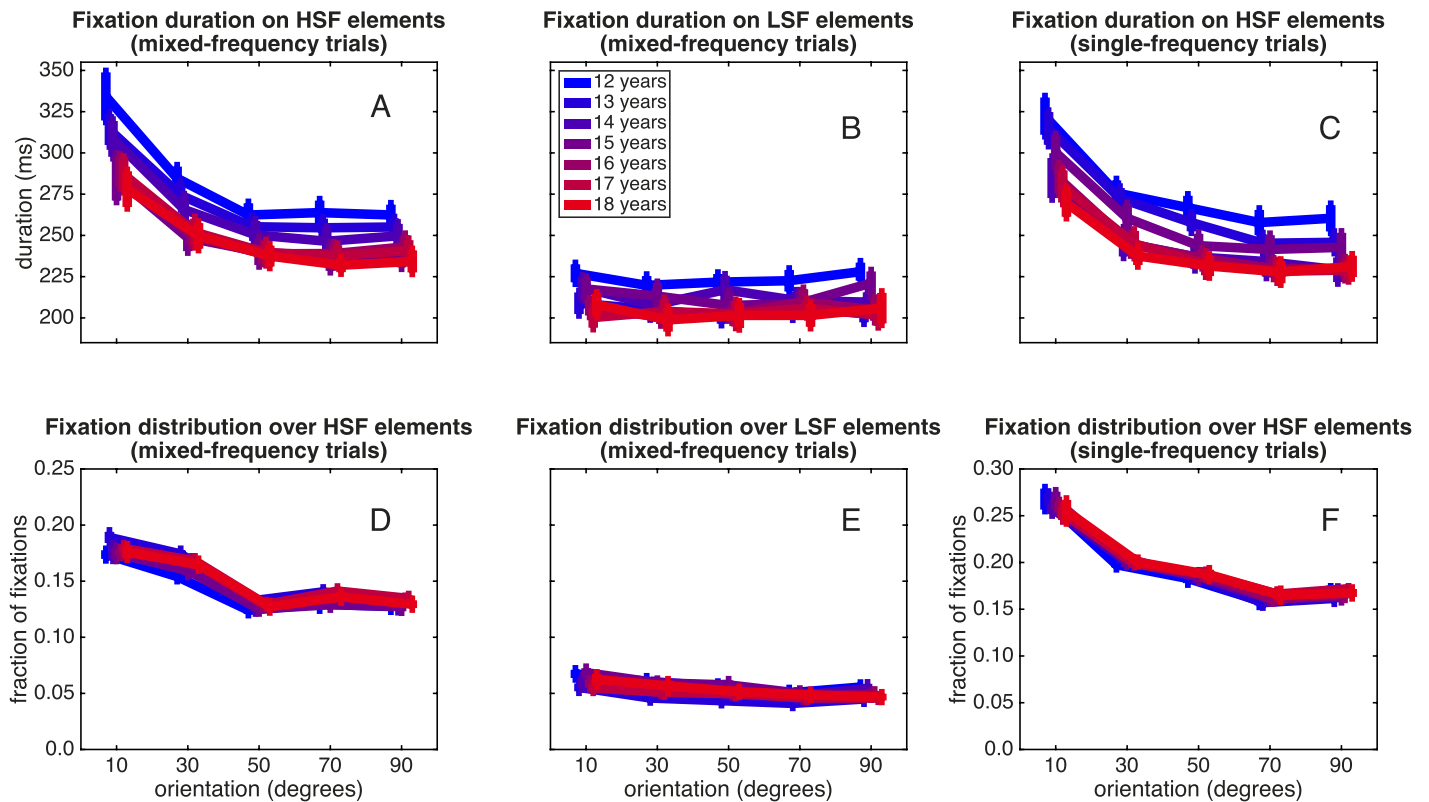 Fixation duration on HSF elements
(mixed-frequency trials)
Fixation duration on LSF elements
(mixed-frequency trials)
Fixation duration on HSF elements
(single-frequency trials)
350
325
300
275
250
225
200
duration (ms)
A
12 years
13 years
14 years
15 years
16 years
17 years
18 years
B
C
Fixation distribution over HSF elements
(mixed-frequency trials)
Fixation distribution over LSF elements
(mixed-frequency trials)
Fixation distribution over HSF elements
(single-frequency trials)
0.25
0.20
0.15
0.10
0.05
0.0
fraction of fixations
D
10 30 50 70 90
orientation (degrees)
E
10 30 50 70 90
orientation (degrees)
0.30
0.25
0.20
0.15
0.10
0.05
0.0
fraction of fixations
F
10 30 50 70 90
orientation (degrees)